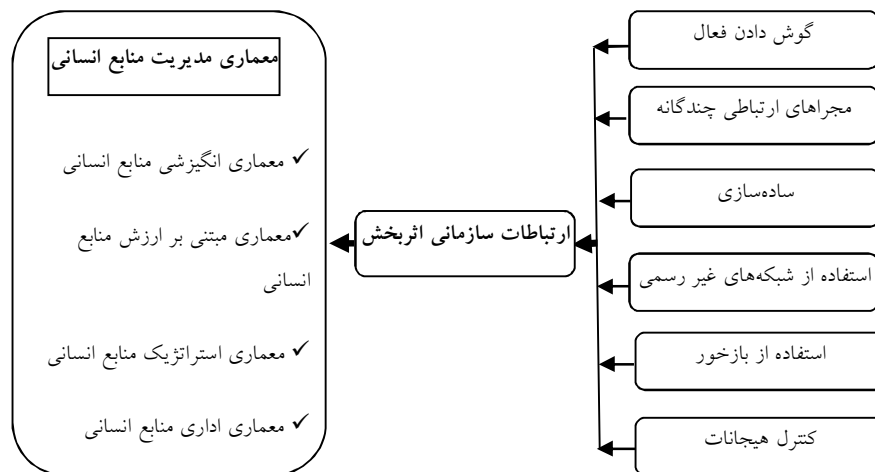 گوش دادن فعال
مجراهای ارتباطی چندگانه
ساده‌سازی
استفاده از شبکه‌های غیر رسمی
استفاده از بازخور
کنترل هیجانات
ارتباطات سازمانی اثربخش
معماری مدیریت منابع انسانی
معماری انگیزشی منابع انسانی
معماری مبتنی بر ارزش منابع
انسانی
معماری استراتژیک منابع انسانی
معماری اداری منابع انسانی